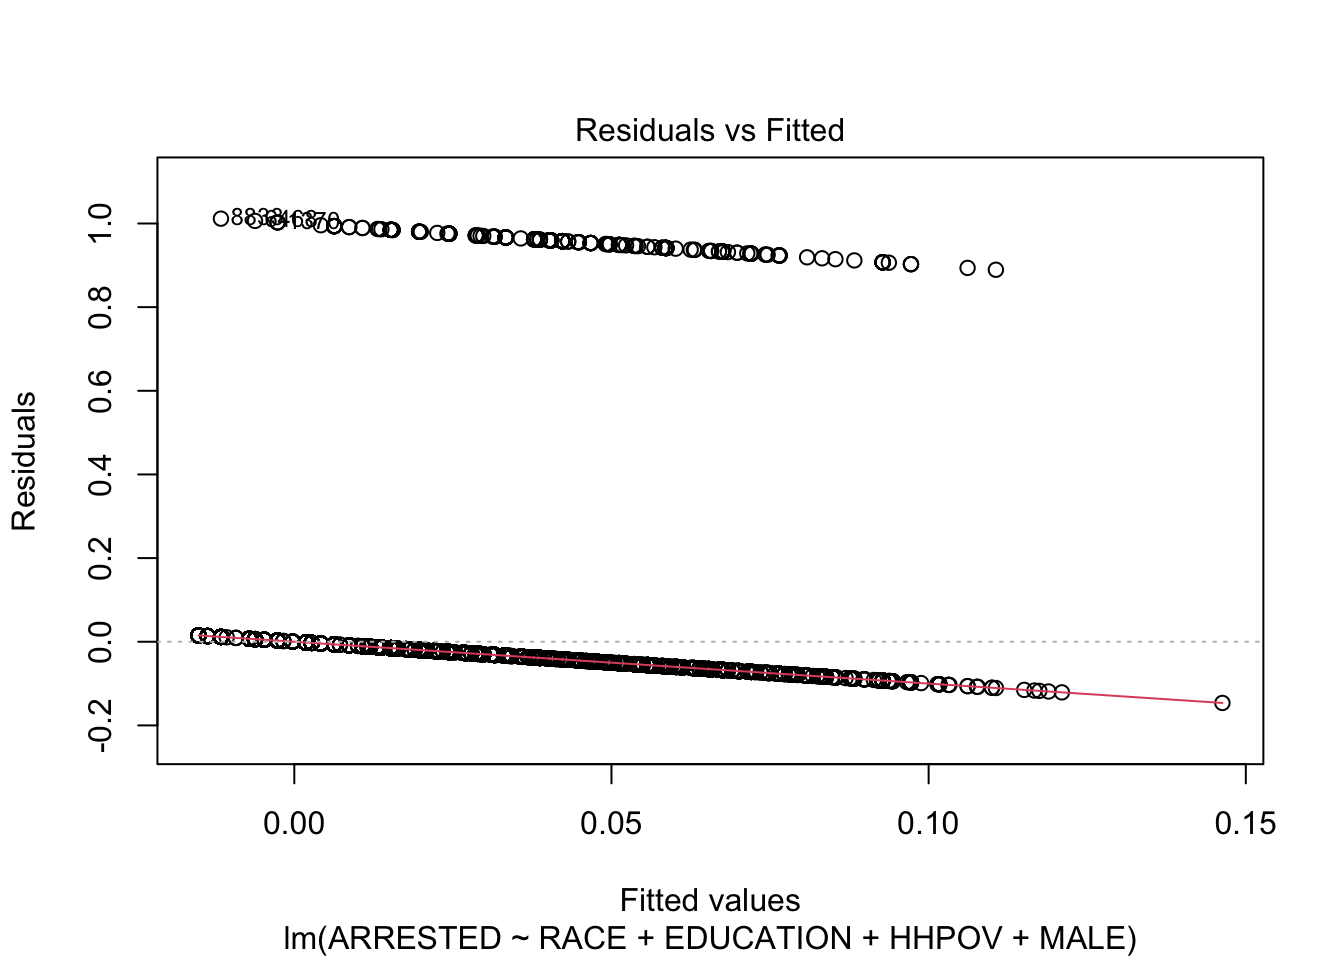 Residuals vs Fitted
Residuals
1.0
0.8
0.6
0.4
0.2
0.0
-0.2
0.00 0.05 0.10 0.15
Fitted values
lm(ARRESTED ~ RACE + EDUCATION + HHPOV + MALE)